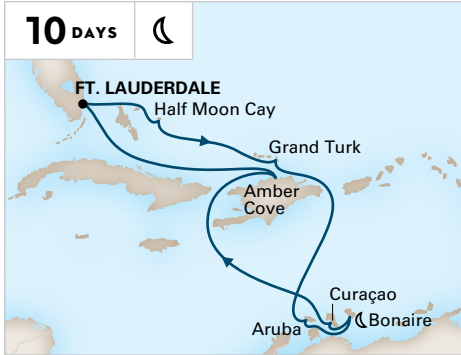 10 DAYS
FT. LAUDERDALE
Half Moon Cay
Grand Turk
Amber
Cove
Curaçao
Bonaire
Aruba